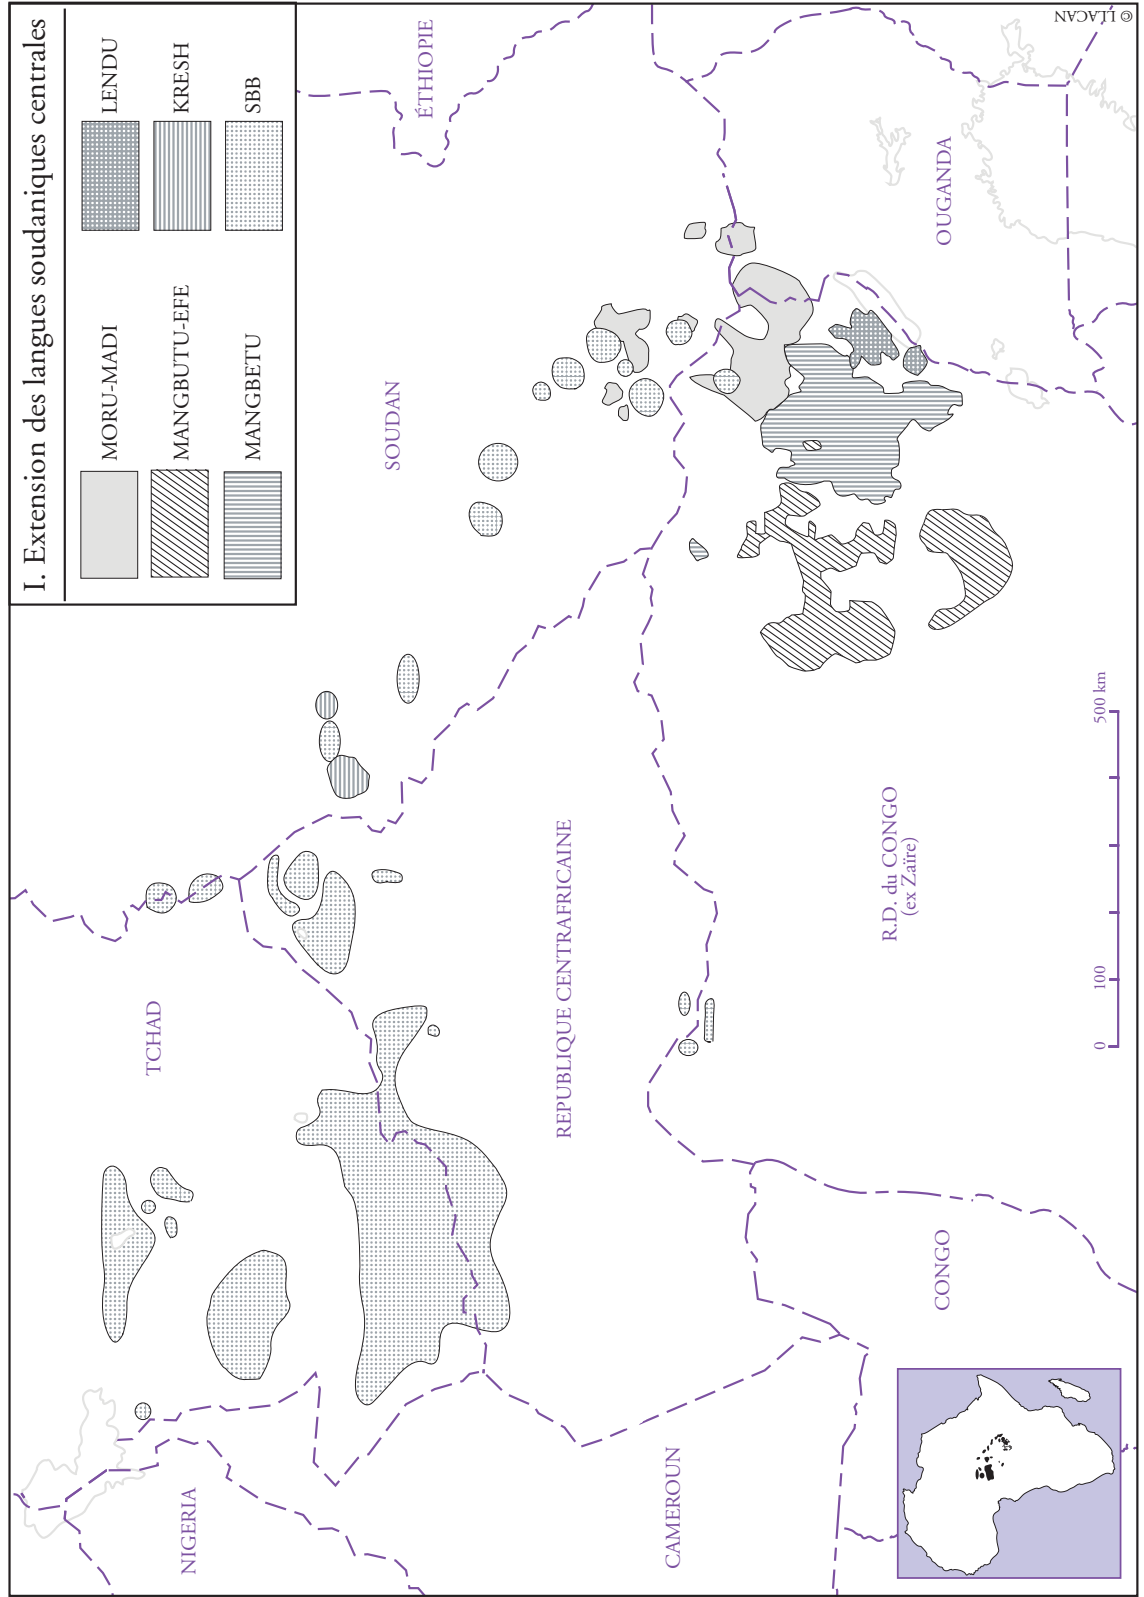 I. Extension des langues soudaniques centrales
MORU-MADI
LENDU
MANGBUTU-EFE
KRESH
MANGBETU
SBB
NIGERIA
TCHAD
SOUDAN
ÉTHIOPIE
CAMEROUN
REPUBLIQUE CENTRAFRICAINE
CONGO
R.D. du CONGO
(ex Zaïre)
OUGANDA
0
100
500 km
© LLACAN